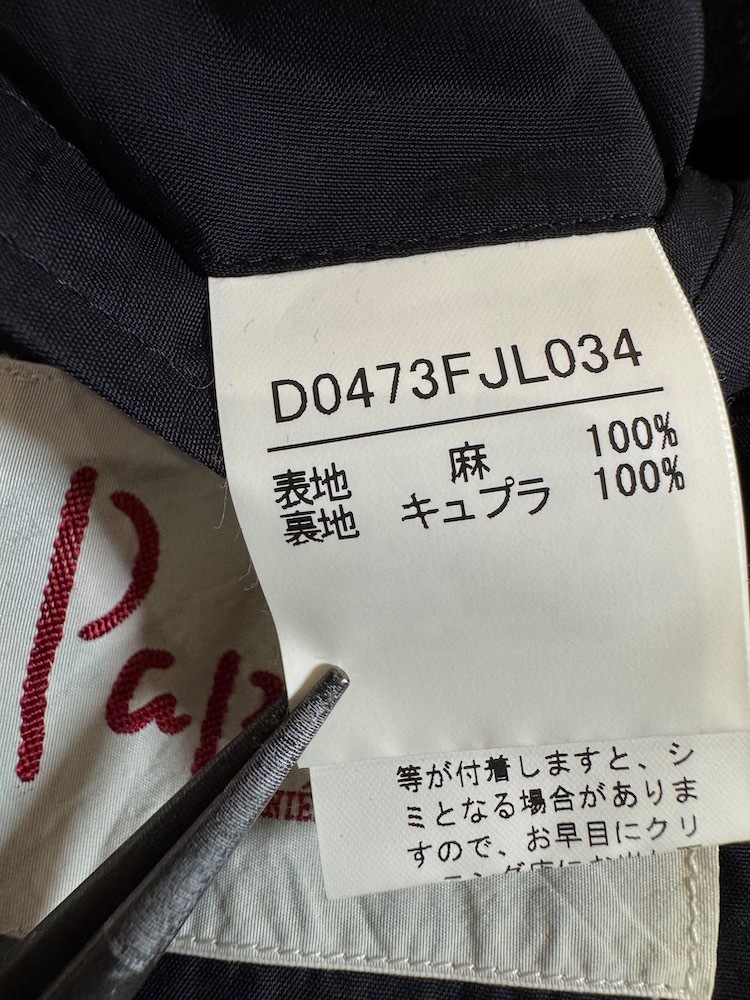 D0473FJL034
表地 麻 100%
裏地 キュプラ 100%
Pap
等が付着しますと、シ
ミとなる場合がありま
すので、お早目にクリ